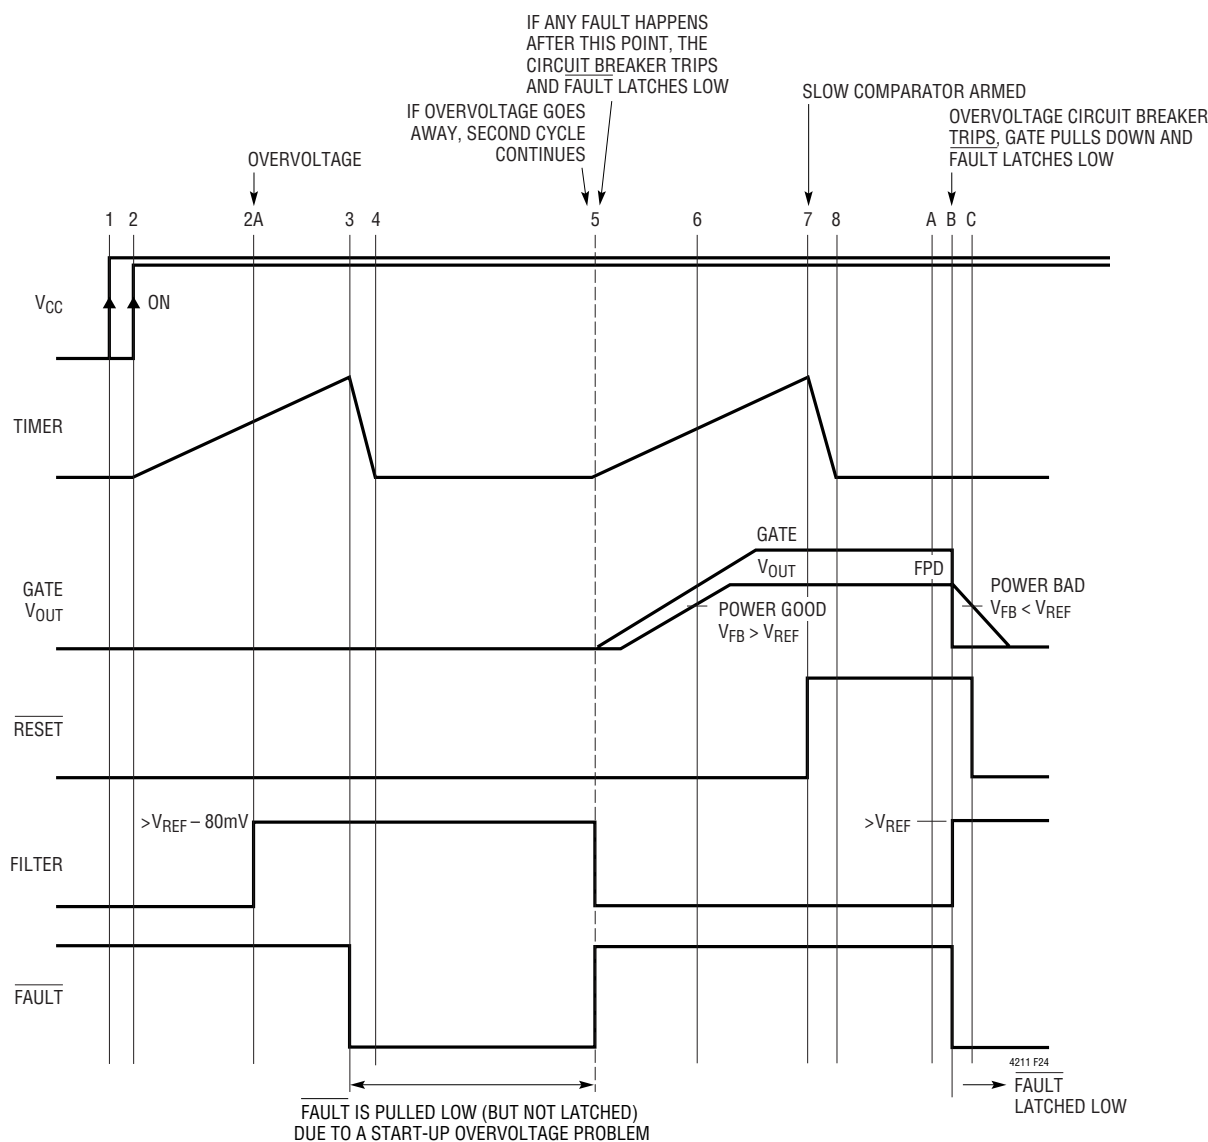 IF ANY FAULT HAPPENS
AFTER THIS POINT, THE
CIRCUIT BREAKER TRIPS
AND FAULT LATCHES LOW
IF OVERVOLTAGE GOES
AWAY, SECOND CYCLE
CONTINUES
SLOW COMPARATOR ARMED
OVERVOLTAGE CIRCUIT BREAKER
TRIPS, GATE PULLS DOWN AND
FAULT LATCHES LOW
OVERVOLTAGE
1 2 2A 3 4 5 6 7 8 A B C
VCC
ON
TIMER
GATE
VOUT
GATE
VOUT
FPD
POWER GOOD
VFB > VREF
POWER BAD
VFB < VREF
RESET
>VREF – 80mV
>VREF
FILTER
FAULT
4211 F24
FAULT IS PULLED LOW (BUT NOT LATCHED)
DUE TO A START-UP OVERVOLTAGE PROBLEM
FAULT
LATCHED LOW